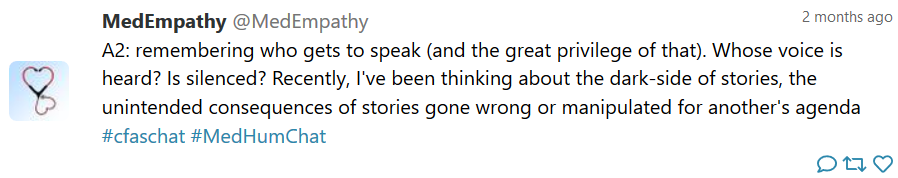 MedEmpathy @MedEmpathy 2 months ago
A2: remembering who gets to speak (and the great privilege of that). Whose voice is
heard? Is silenced? Recently, I've been thinking about the dark-side of stories, the
unintended consequences of stories gone wrong or manipulated for another's agenda
#cfaschat #MedHumChat